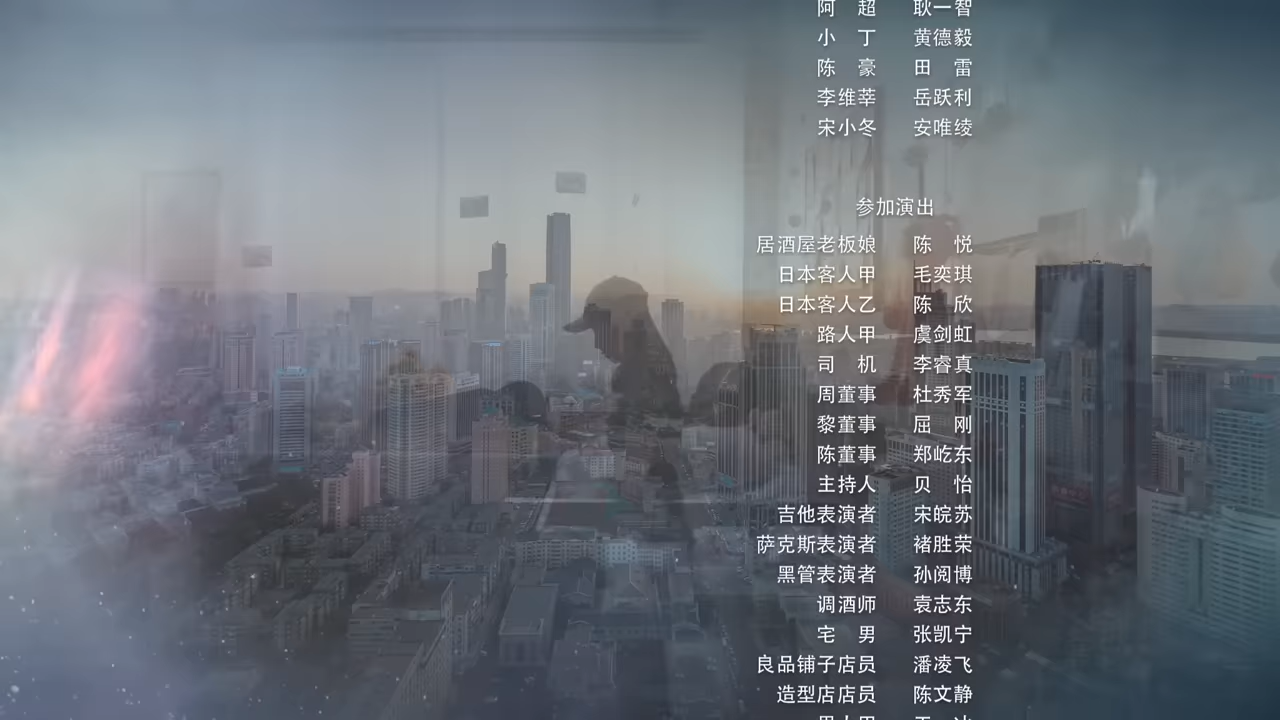 阿 超 耿一智
小 丁 黄德毅
陈 豪 田 雷
李维莘 岳跃利
宋小冬 安唯绫
参加演出
居酒屋老板娘 陈 悦
日本客人甲 毛奕琪
日本客人乙 陈 欣
路人甲 虞剑虹
司 机 李睿真
周董事 杜秀军
黎董事 屈 刚
陈董事 郑屹东
主持人 贝 怡
吉他表演者 宋皖苏
萨克斯表演者 褚胜荣
黑管表演者 孙阅博
调酒师 袁志东
宅 男 张凯宁
良品铺子店员 潘凌飞
造型店店员 陈文静